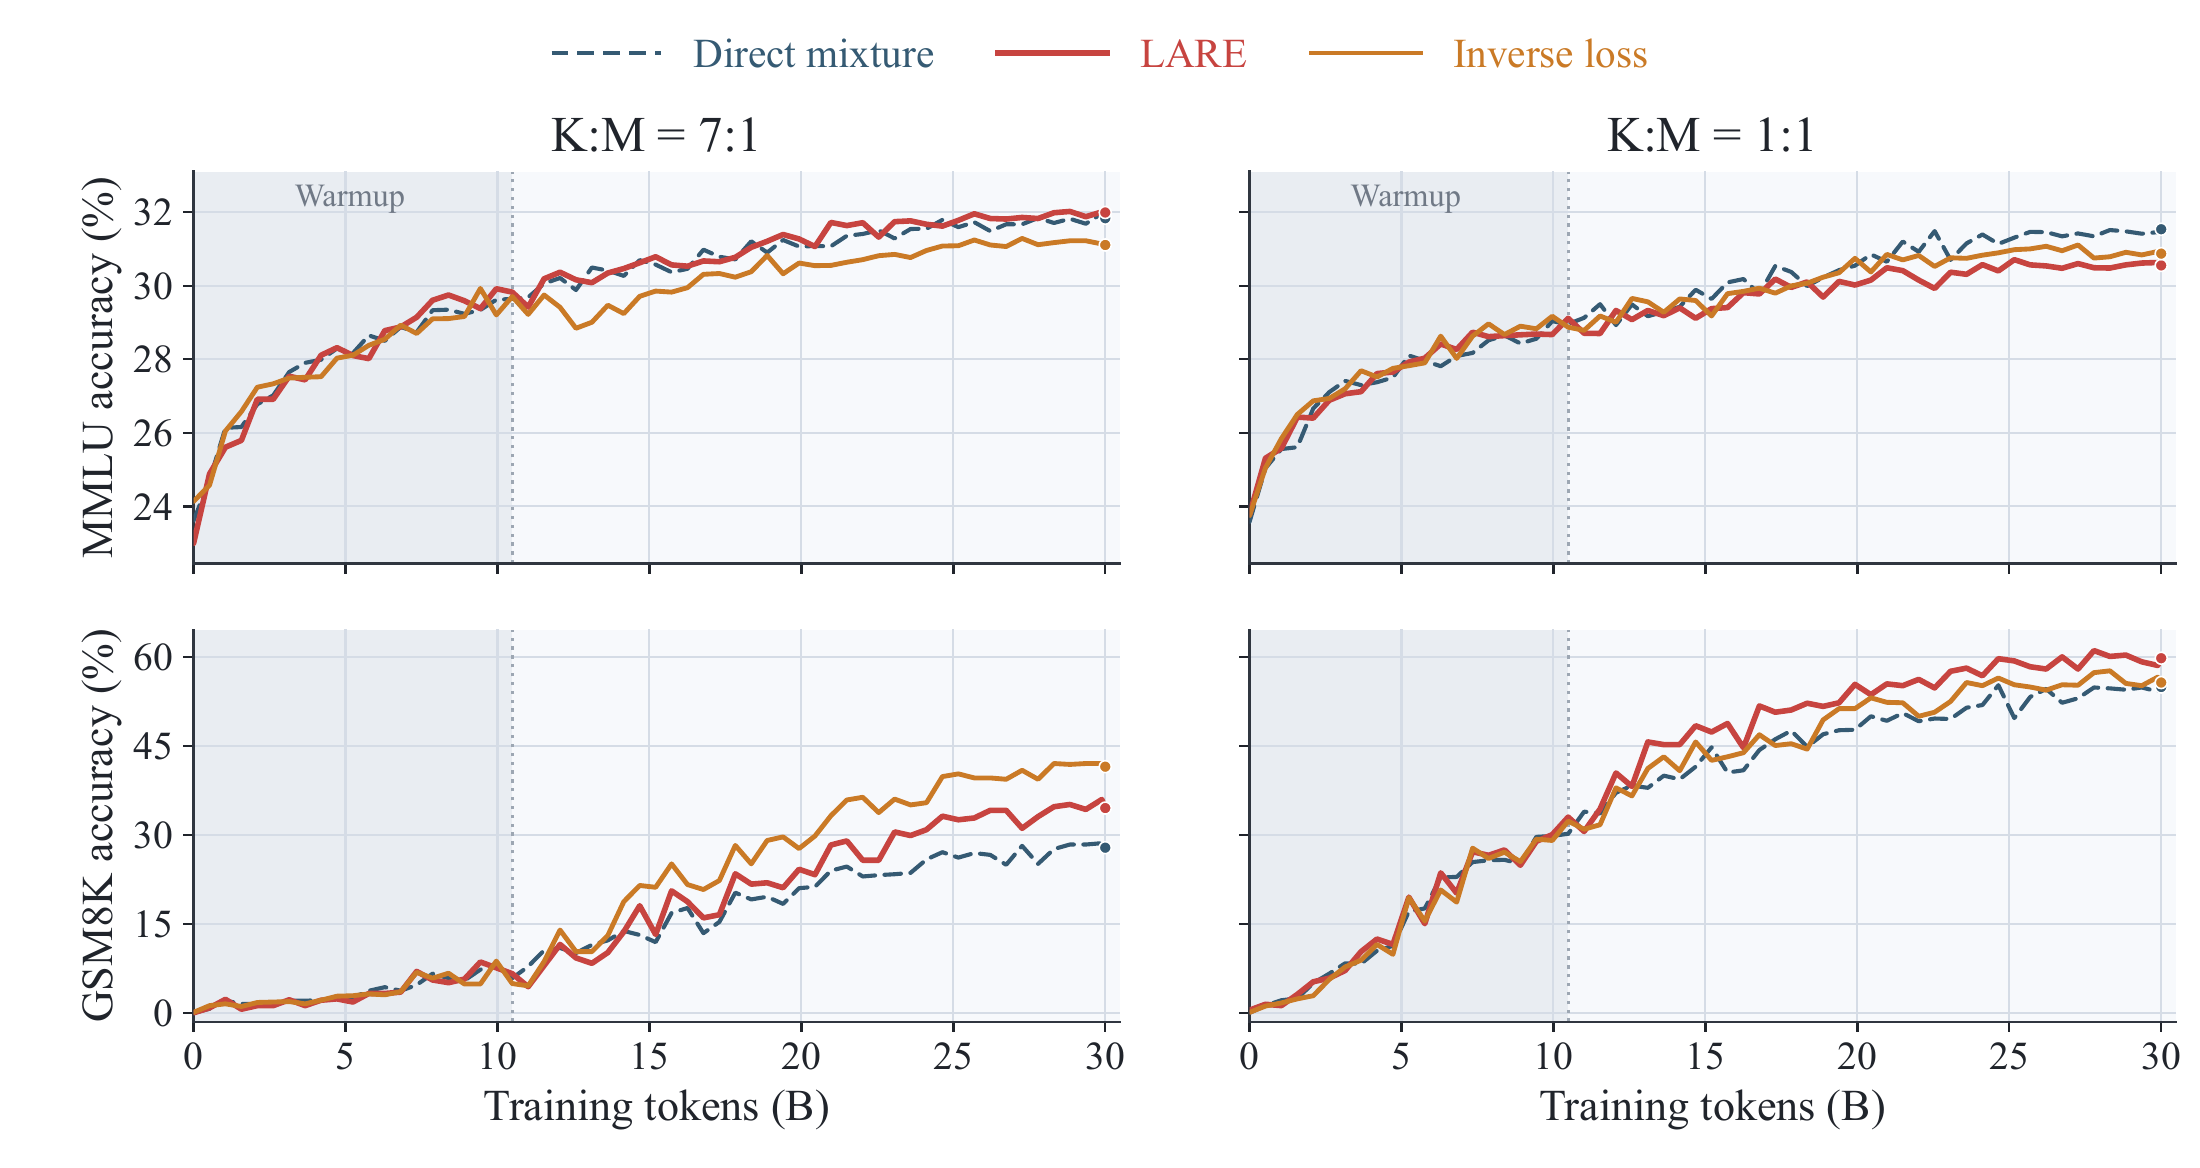 Direct mixture LARE Inverse loss
K:M = 7:1 K:M = 1:1
Warmup Warmup
MMLU accuracy (%)
32
30
28
26
24
GSM8K accuracy (%)
60
45
30
15
0
0 5 10 15 20 25 30 0 5 10 15 20 25 30
Training tokens (B) Training tokens (B)